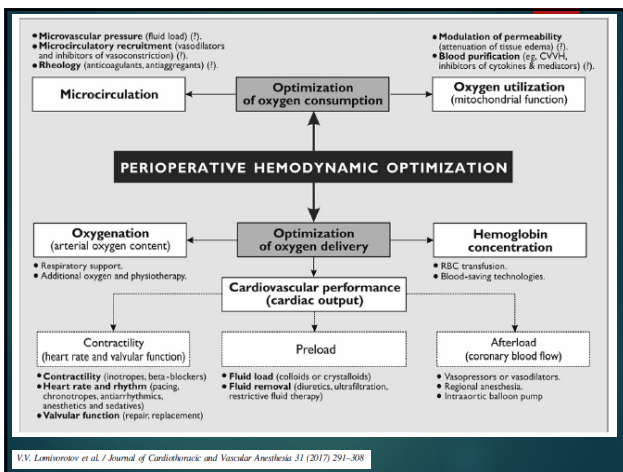 • Microvascular pressure (fluid load) (?).
• Microcirculatory recruitment (vasodilators
and inhibitors of vasoconstriction) (?).
• Rheology (anticoagulants, antiaggregants) (?).
• Modulation of permeability
(attenuation of tissue edema) (?).
• Blood purification (eg, CVVH,
inhibitors of cytokines & mediators) (?).
Microcirculation
Optimization
of oxygen consumption
Oxygen utilization
(mitochondrial function)
PERIOPERATIVE HEMODYNAMIC OPTIMIZATION
Oxygenation
(arterial oxygen content)
Optimization
of oxygen delivery
Hemoglobin
concentration
• Respiratory support.
• Additional oxygen and physiotherapy.
• RBC transfusion.
• Blood-saving technologies.
Cardiovascular performance
(cardiac output)
Contractility
(heart rate and valvular function)
Preload
Afterload
(coronary blood flow)
• Contractility (inotropes, beta-blockers)
• Heart rate and rhythm (pacing,
chronotropes, antiarrhythmics,
anesthetics and sedatives)
• Valvular function (repair, replacement)
• Fluid load (colloids or crystalloids)
• Fluid removal (diuretics, ultrafiltration,
restrictive fluid therapy)
• Vasopressors or vasodilators.
• Regional anesthesia.
• Intraaortic balloon pump
V.V. Lomivorotov et al. / Journal of Cardiothoracic and Vascular Anesthesia 31 (2017) 291–308